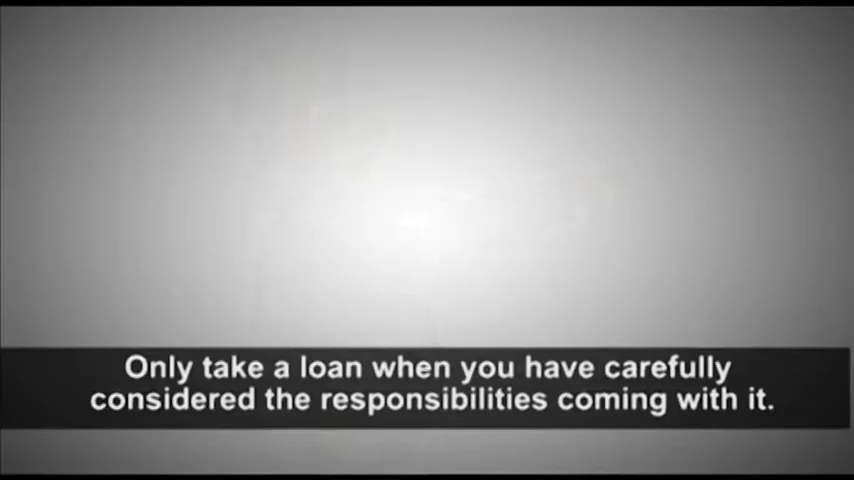 Only take a loan when you have carefully
considered the responsibilities coming with it.